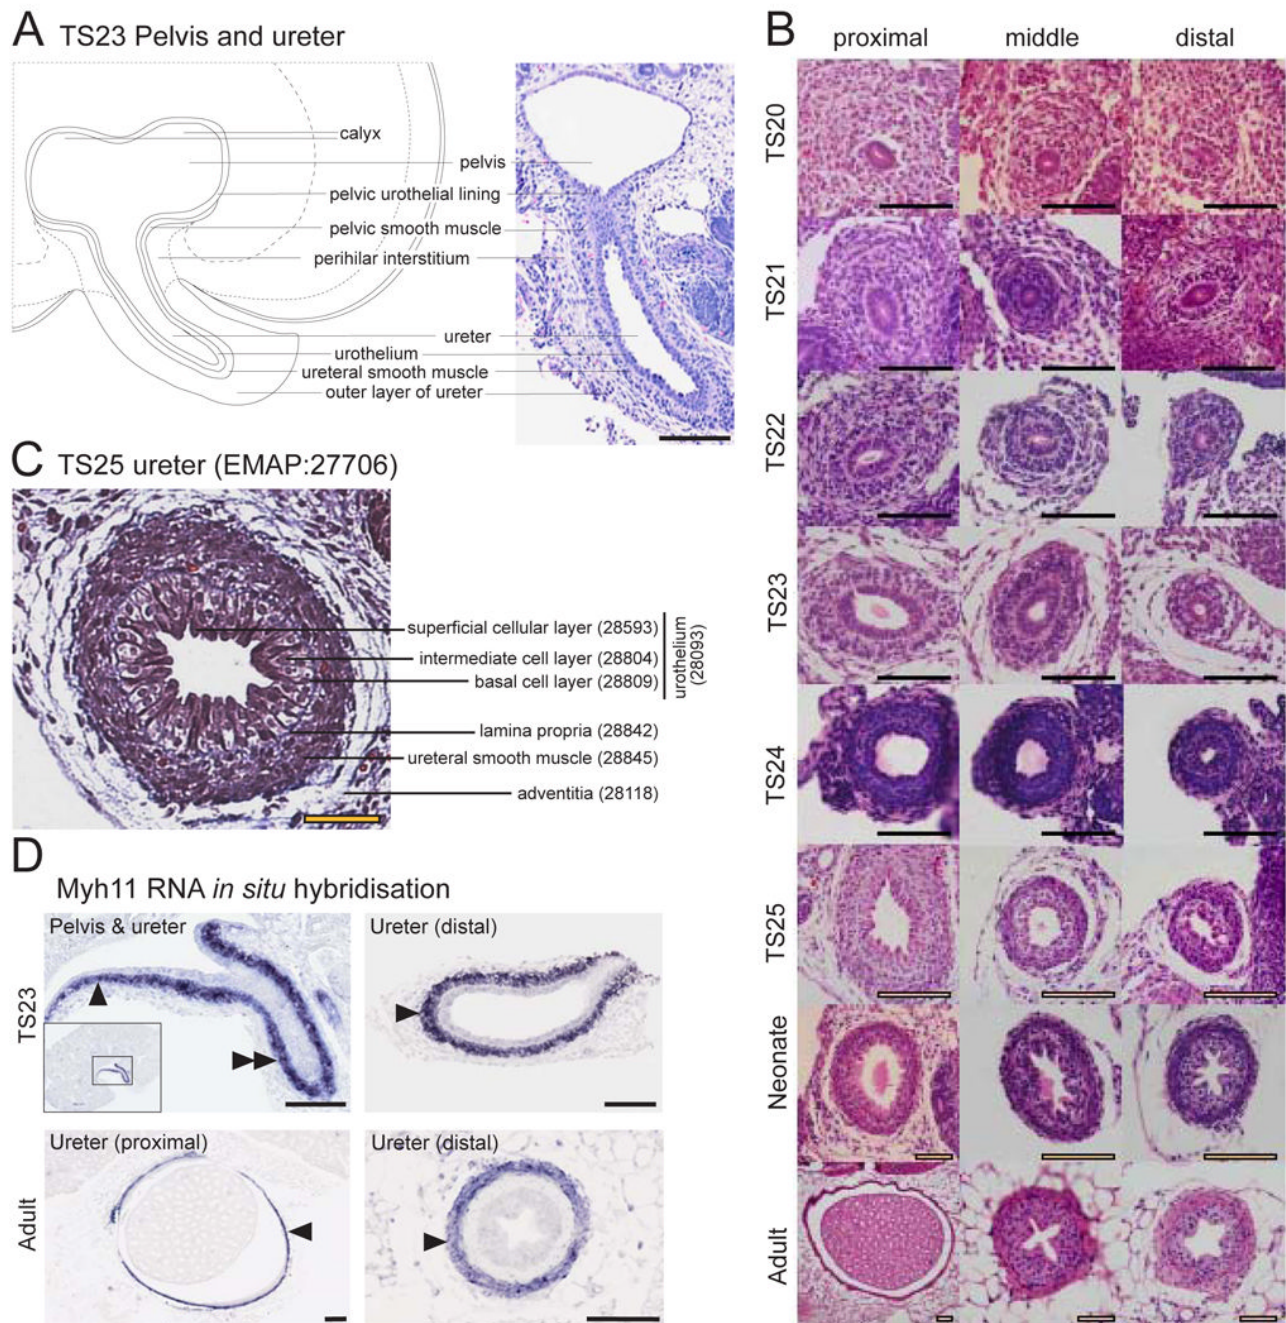 A TS23 Pelvis and ureter
calyx
pelvis
pelvic urothelial lining
pelvic smooth muscle
perihilar interstitium
ureter
urothelium
ureteral smooth muscle
outer layer of ureter
B
proximal middle distal
TS20
TS21
TS22
TS23
TS24
TS25
Neonate
Adult
C TS25 ureter (EMAP:27706)
superficial cellular layer (28593)
intermediate cell layer (28804)
basal cell layer (28809)
urothelium
(28093)
lamina propria (28842)
ureteral smooth muscle (28845)
adventitia (28118)
D
Myh11 RNA in situ hybridisation
TS23
Pelvis & ureter
Ureter (distal)
Adult
Ureter (proximal)
Ureter (distal)